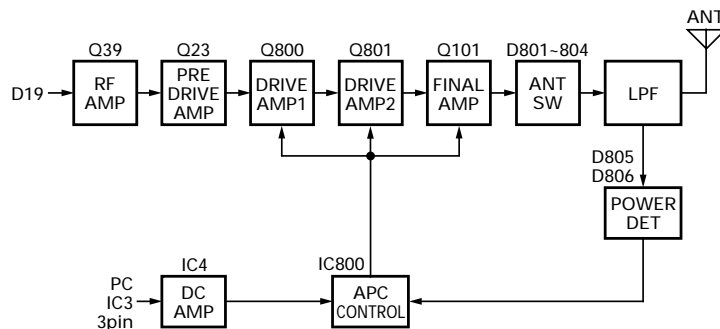 ANT
Q39
Q23
Q800
Q801
Q101
D801~804
D19
RF
AMP
PRE
DRIVE
AMP
DRIVE
AMP1
DRIVE
AMP2
FINAL
AMP
ANT
SW
LPF
D805
D806
POWER
DET
IC4
IC800
PC
IC3
3pin
DC
AMP
APC
CONTROL